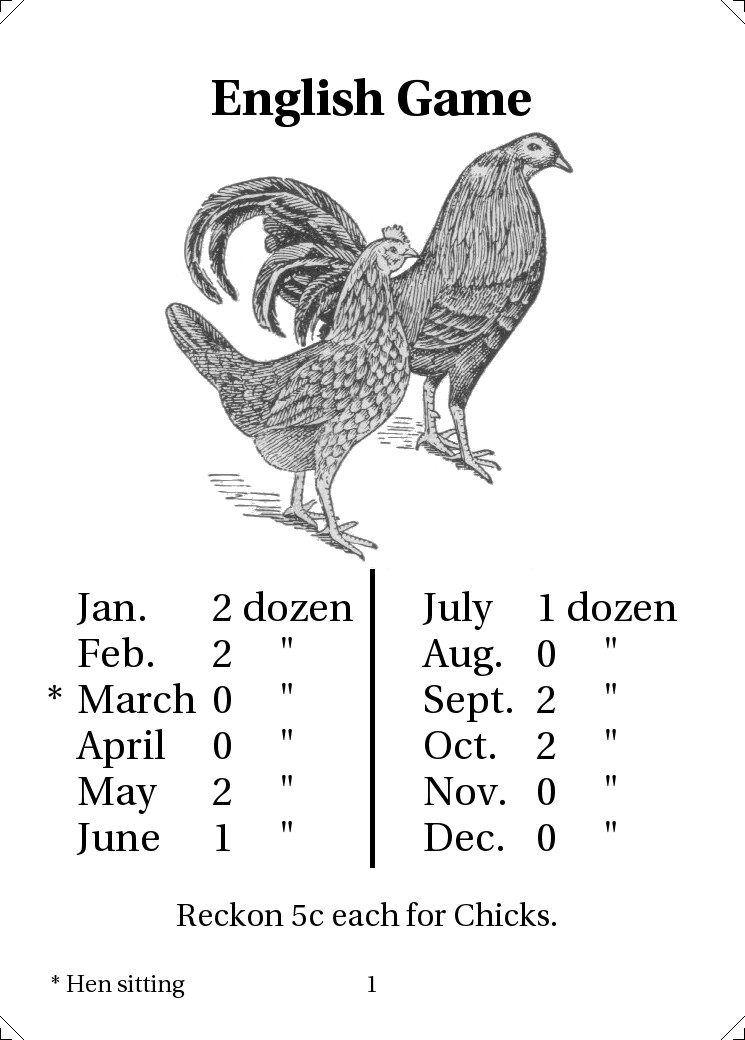 English Game
Jan. 2 dozen
Feb. 2 "
* March 0 "
April 0 "
May 2 "
June 1 "
July 1 dozen
Aug. 0 "
Sept. 2 "
Oct. 2 "
Nov. 0 "
Dec. 0 "
Reckon 5c each for Chicks.
* Hen sitting
1